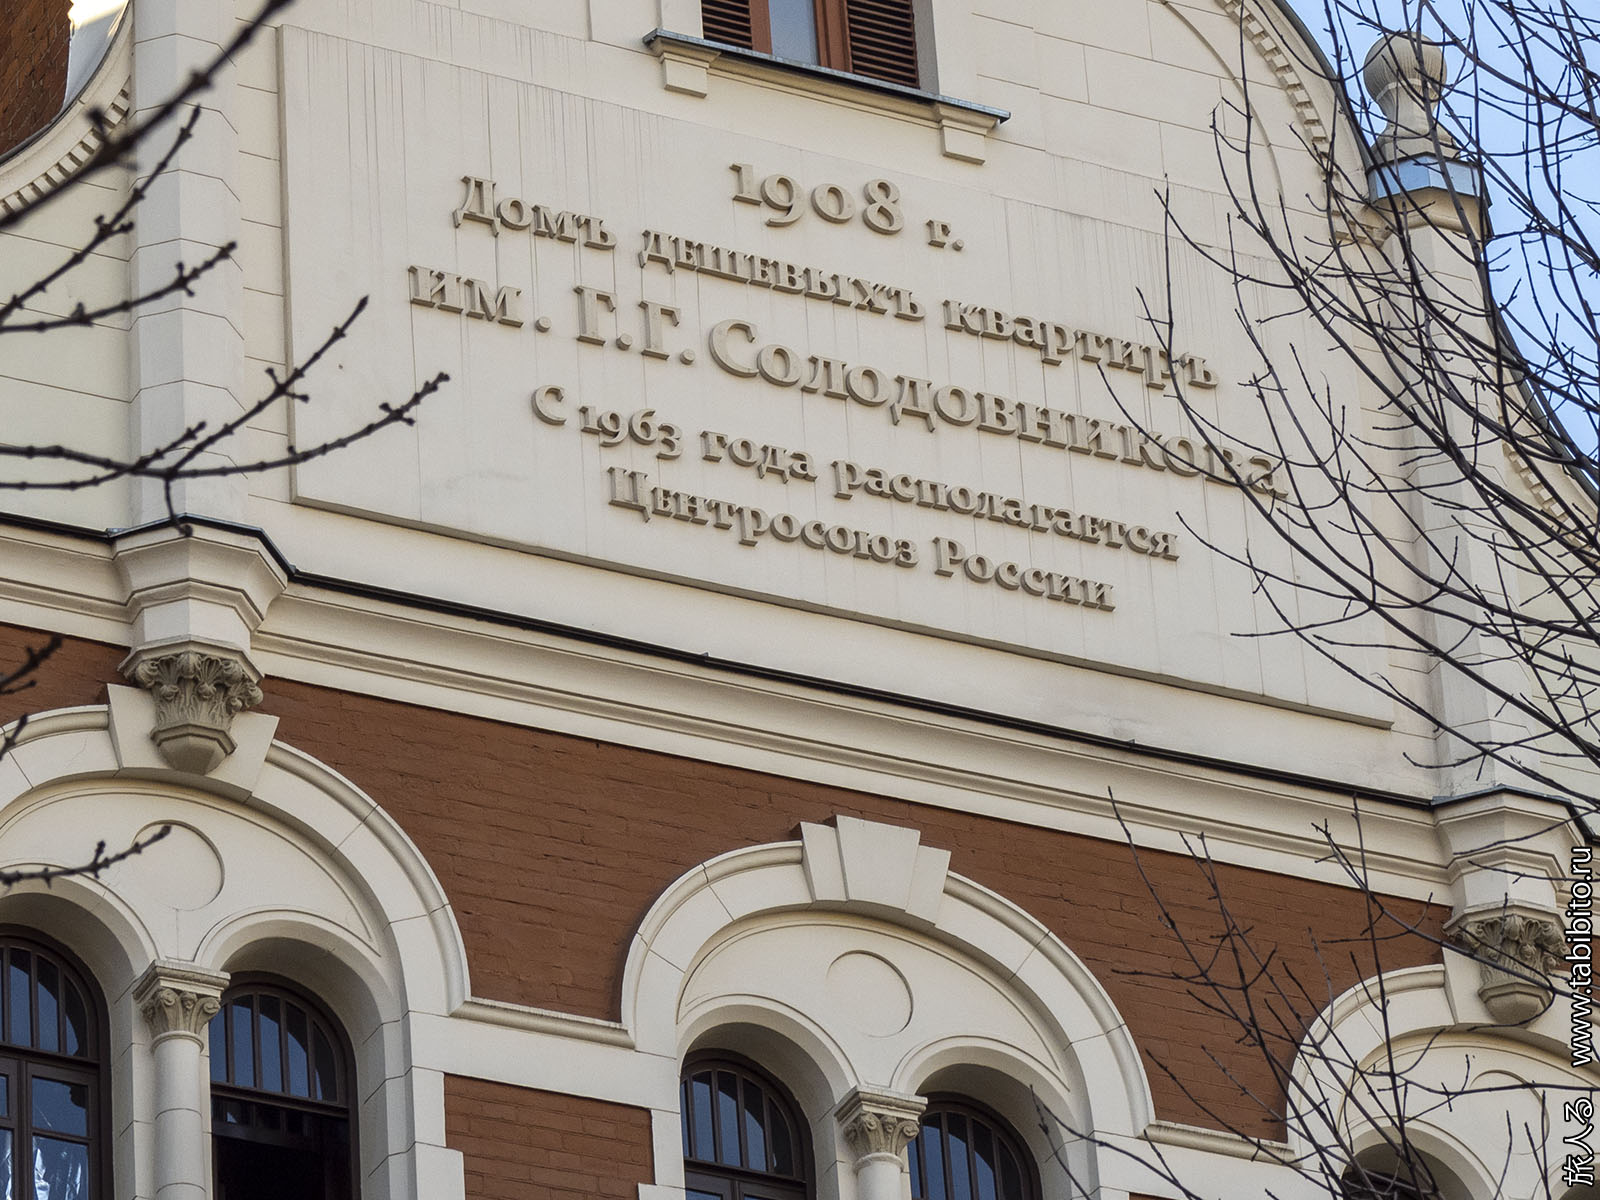 1908 г.
Домъ дешевыхъ квартиръ
им. Г.Г. Солодовникова
С 1963 года располагается
Центросоюз России
旅人る www.tabibito.ru